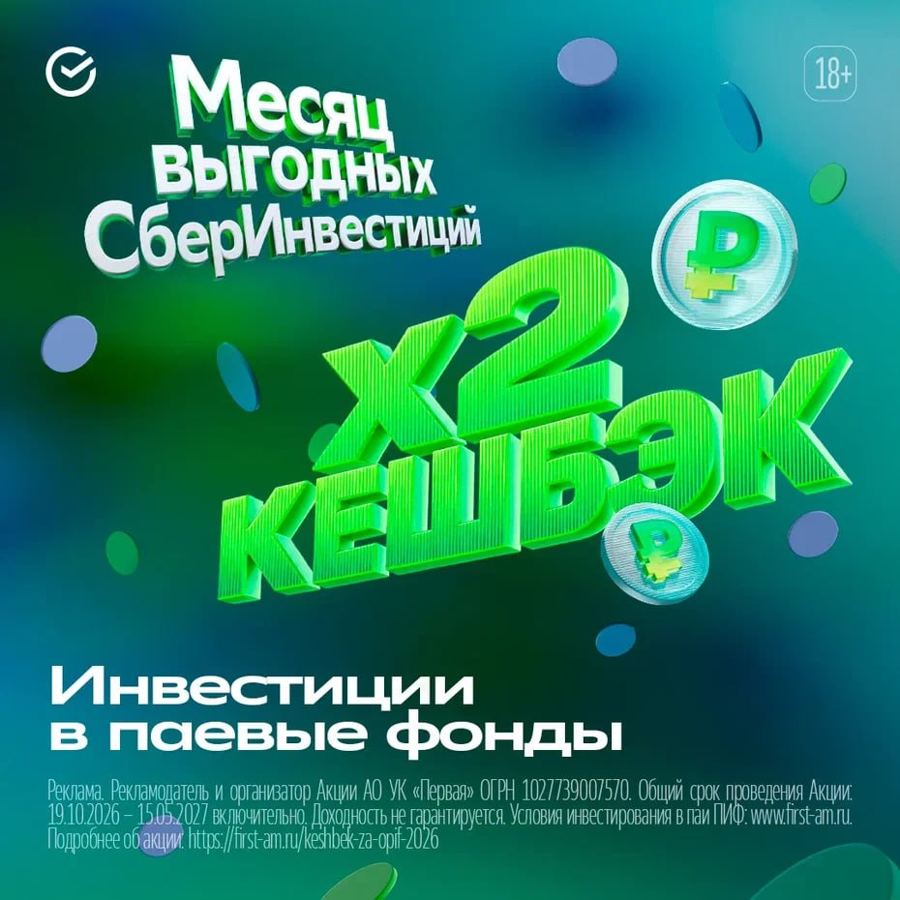 Месяц
выгодных
СберИнвестиций
18+
x2
КЕШБЭК
Инвестиции
в паевые фонды
Реклама. Рекламодатель и организатор Акции АО УК «Первая» ОГРН 1027739007570. Общий срок проведения Акции:
19.10.2026 – 15.05.2027 включительно. Доходность не гарантируется. Условия инвестирования в паи ПИФ: www.first-am.ru.
Подробнее об акции: https://first-am.ru/keshbek-za-opif-2026